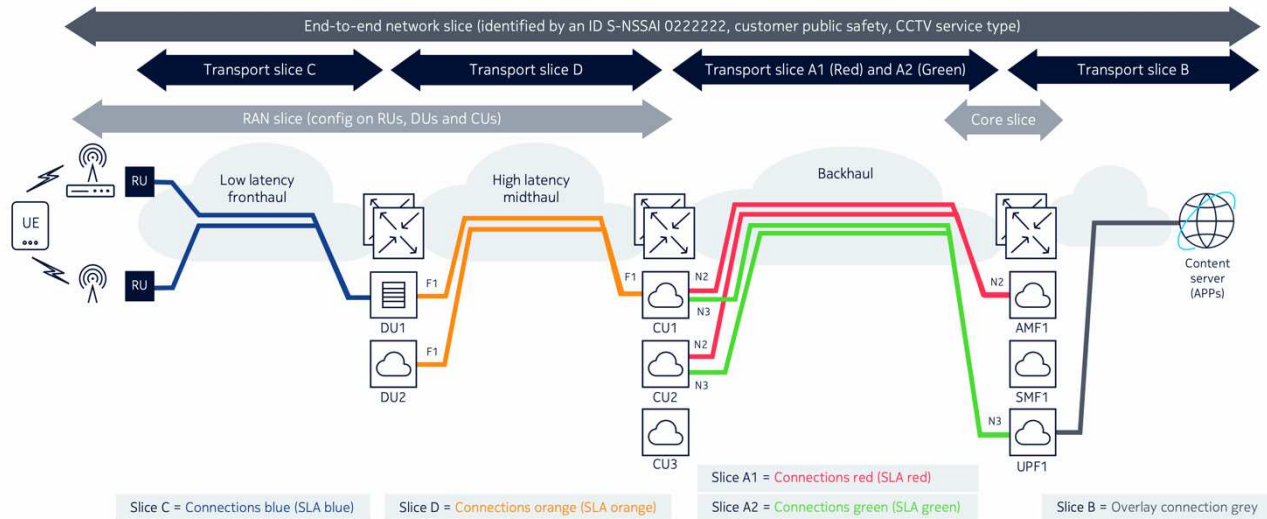 End-to-end network slice (identified by an ID S-NSSAI 0222222, customer public safety, CCTV service type)
Transport slice C
Transport slice D
Transport slice A1 (Red) and A2 (Green)
Transport slice B
RAN slice (config on RUs, DUs and CUs)
Core slice
RU
Low latency
fronthaul
High latency
midthaul
Backhaul
UE
RU
F1
F1
N2
N3
N2
Content
server
(APPs)
DU1
CU1
AMF1
F1
N2
N3
DU2
CU2
SMF1
N3
CU3
UPF1
Slice A1 = Connections red (SLA red)
Slice C = Connections blue (SLA blue)
Slice D = Connections orange (SLA orange)
Slice A2 = Connections green (SLA green)
Slice B = Overlay connection grey